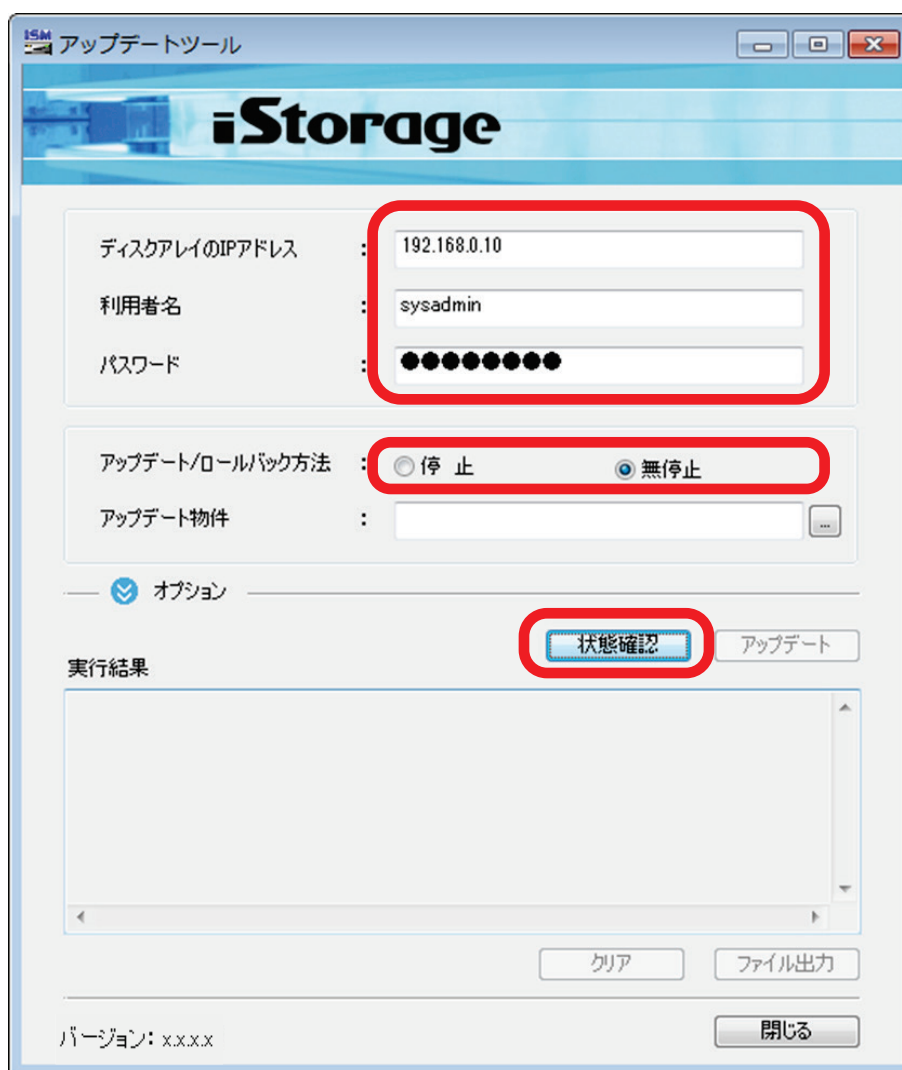 ISM アップデートツール
iStorage
ディスクアレイのIPアドレス : 192.168.0.10
利用者名 : sysadmin
パスワード : ●●●●●●●●
アップデート/ロールバック方法 : 停 止 無停止
アップデート物件 : ...
オプション
状態確認 アップデート
実行結果
クリア ファイル出力
バージョン: x.x.x.x 閉じる